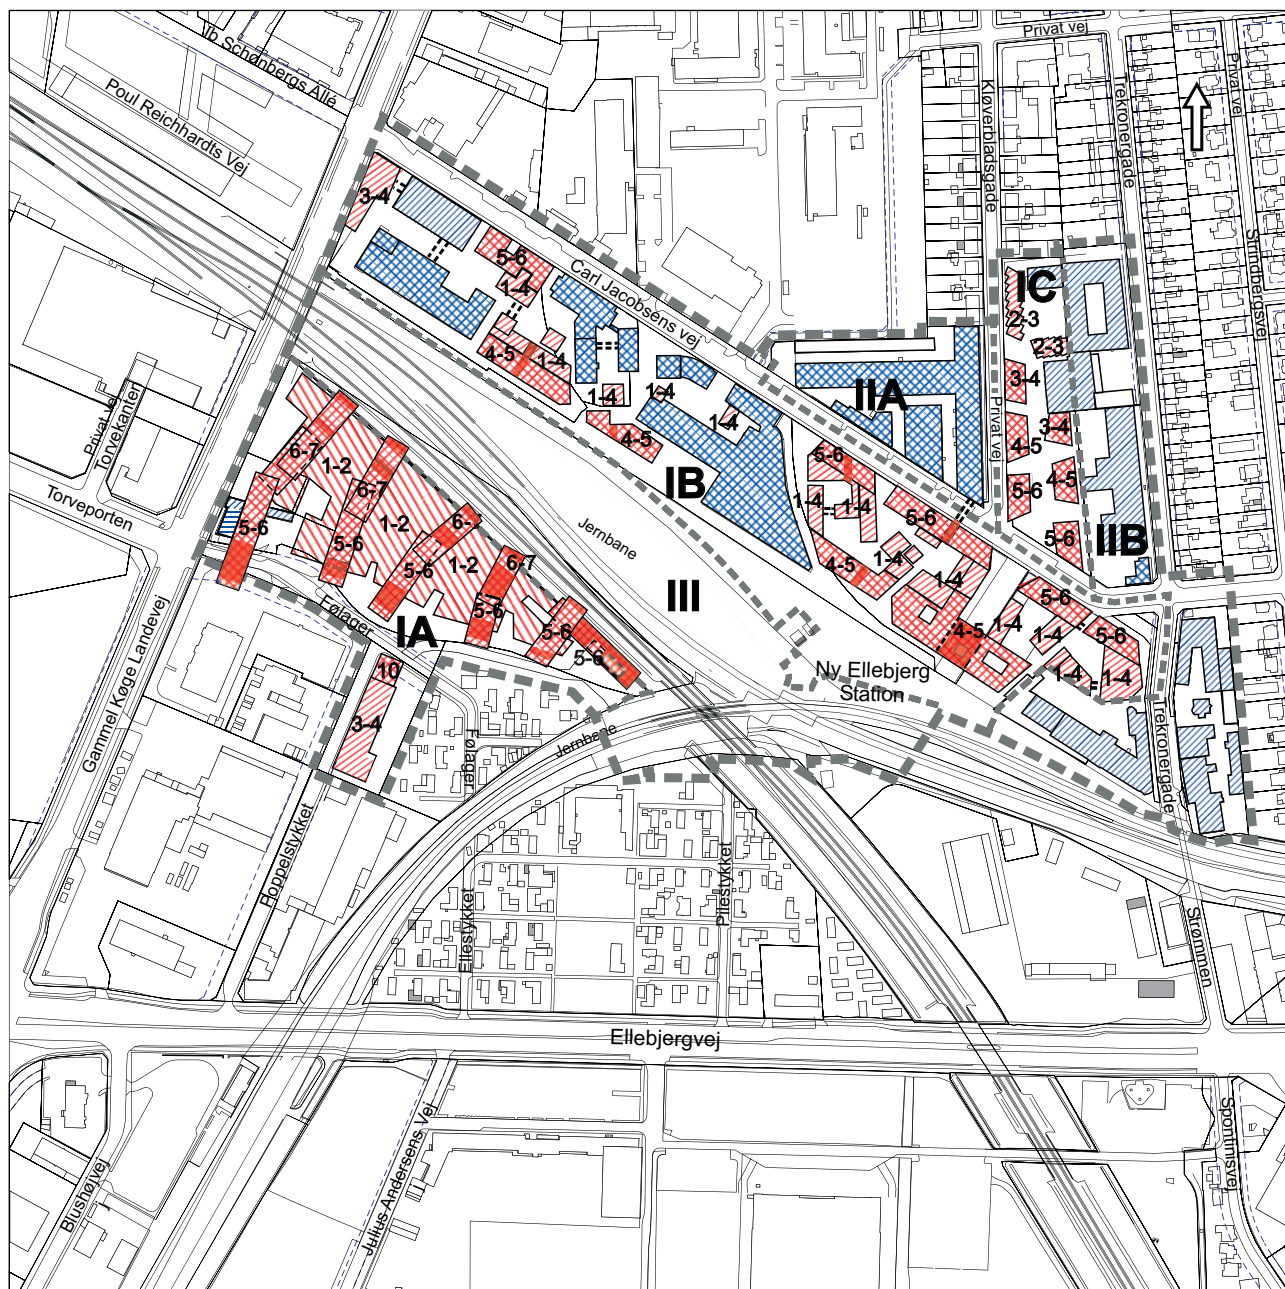 Ib Schønbergs Allé
Poul Reichhardts Vej
Privat vej
Kløverbladsgade
Trekronergade
Privat vej
Strindbergsvej
3-4
5-6
1-4
Carl Jacobsens vej
IC
2-3
2-3
4-5
1-4
1-4
1-4
1-4
4-5
IIA
3-4
Privat vej
3-4
4-5
4-5
5-6
5-6
IIB
Privat vej
Torvekanten
Torveporten
6-7
1-2
6-7
1-2
6-7
1-2
6-7
5-6
5-6
5-6
5-6
5-6
5-6
IB
5-6
1-4
1-4
5-6
4-5
1-4
1-4
4-5
1-4
1-4
5-6
5-6
1-4
1-4
Jernbane
III
Følager
IA
10
3-4
Ny Ellebjerg
Station
Gammel Køge Landevej
Følager
Jernbane
Trekronergade
Poppelstykket
Ellestykket
Pilestykket
Strømmen
Ellebjergvej
Blushøjvej
Julius Andersens Vej
Spontinisvej